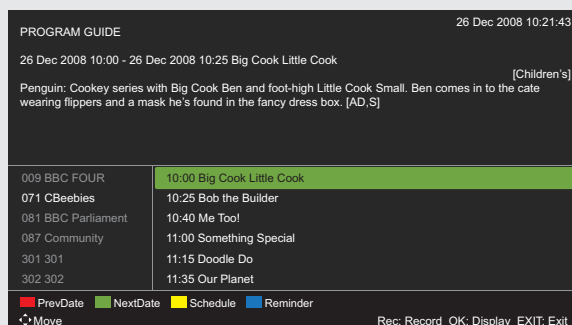 PROGRAM GUIDE
26 Dec 2008 10:21:43
26 Dec 2008 10:00 - 26 Dec 2008 10:25 Big Cook Little Cook
[Children's]
Penguin: Cookey series with Big Cook Ben and foot-high Little Cook Small. Ben comes in to the cate
wearing flippers and a mask he's found in the fancy dress box. [AD,S]
009 BBC FOUR 10:00 Big Cook Little Cook
071 CBeebies 10:25 Bob the Builder
081 BBC Parliament 10:40 Me Too!
087 Community 11:00 Something Special
301 301 11:15 Doodle Do
302 302 11:35 Our Planet
PrevDate NextDate Schedule Reminder
Move Rec: Record OK: Display EXIT: Exit